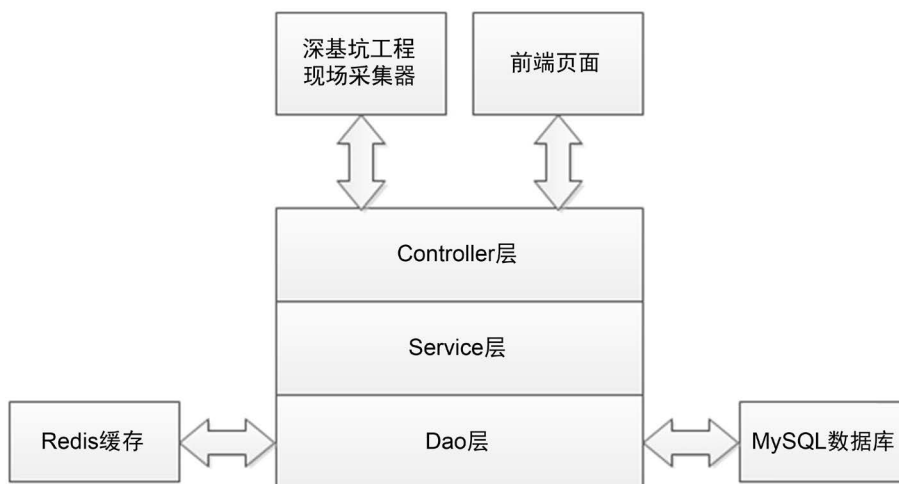 深基坑工程
现场采集器
前端页面
Controller层
Service层
Redis缓存
Dao层
MySQL数据库